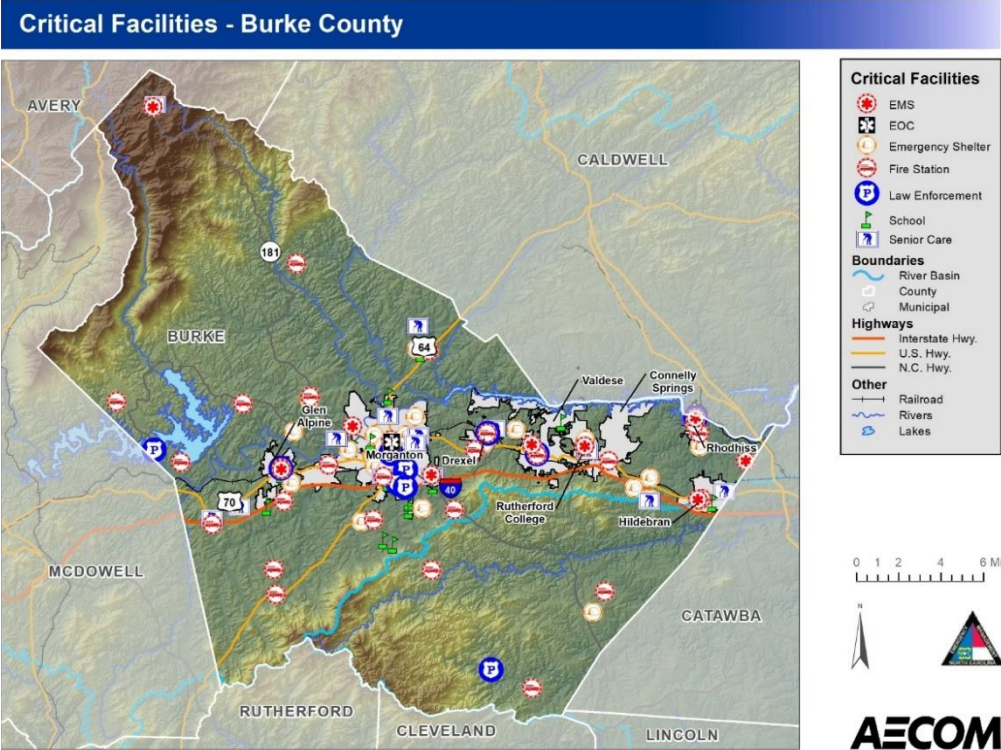 Critical Facilities - Burke County
AVERY
CALDWELL
181
BURKE
64
Valdese
Connelly
Springs
Glen
Alpine
Morganton
Drexel
Rhodhiss
70
40
Rutherford
College
Hildebran
MCDOWELL
CATAWBA
RUTHERFORD
CLEVELAND
LINCOLN
Critical Facilities
EMS
EOC
Emergency Shelter
Fire Station
P Law Enforcement
School
Senior Care
Boundaries
River Basin
County
Municipal
Highways
Interstate Hwy.
U.S. Hwy.
N.C. Hwy.
Other
Railroad
Rivers
Lakes
0 1 2 4 6 Mi
N
NORTH CAROLINA
AECOM